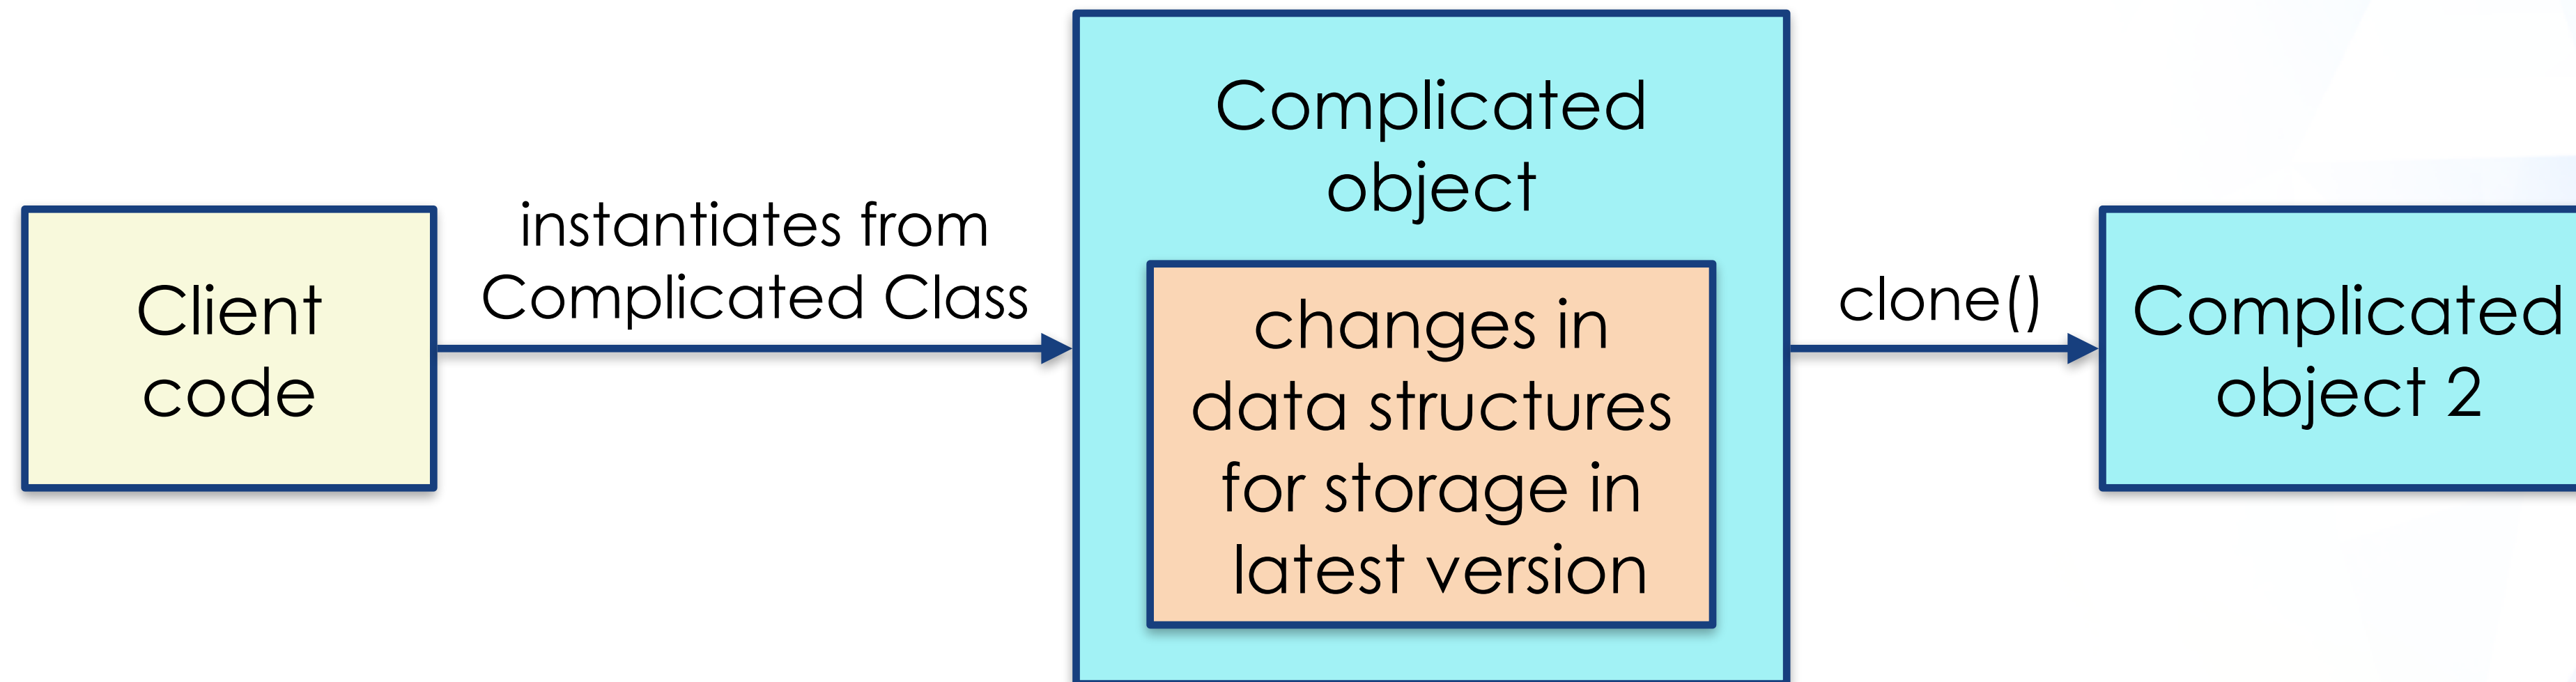 Client
code
instantiates from
Complicated Class
Complicated
object
changes in
data structures
for storage in
latest version
clone()
Complicated
object 2